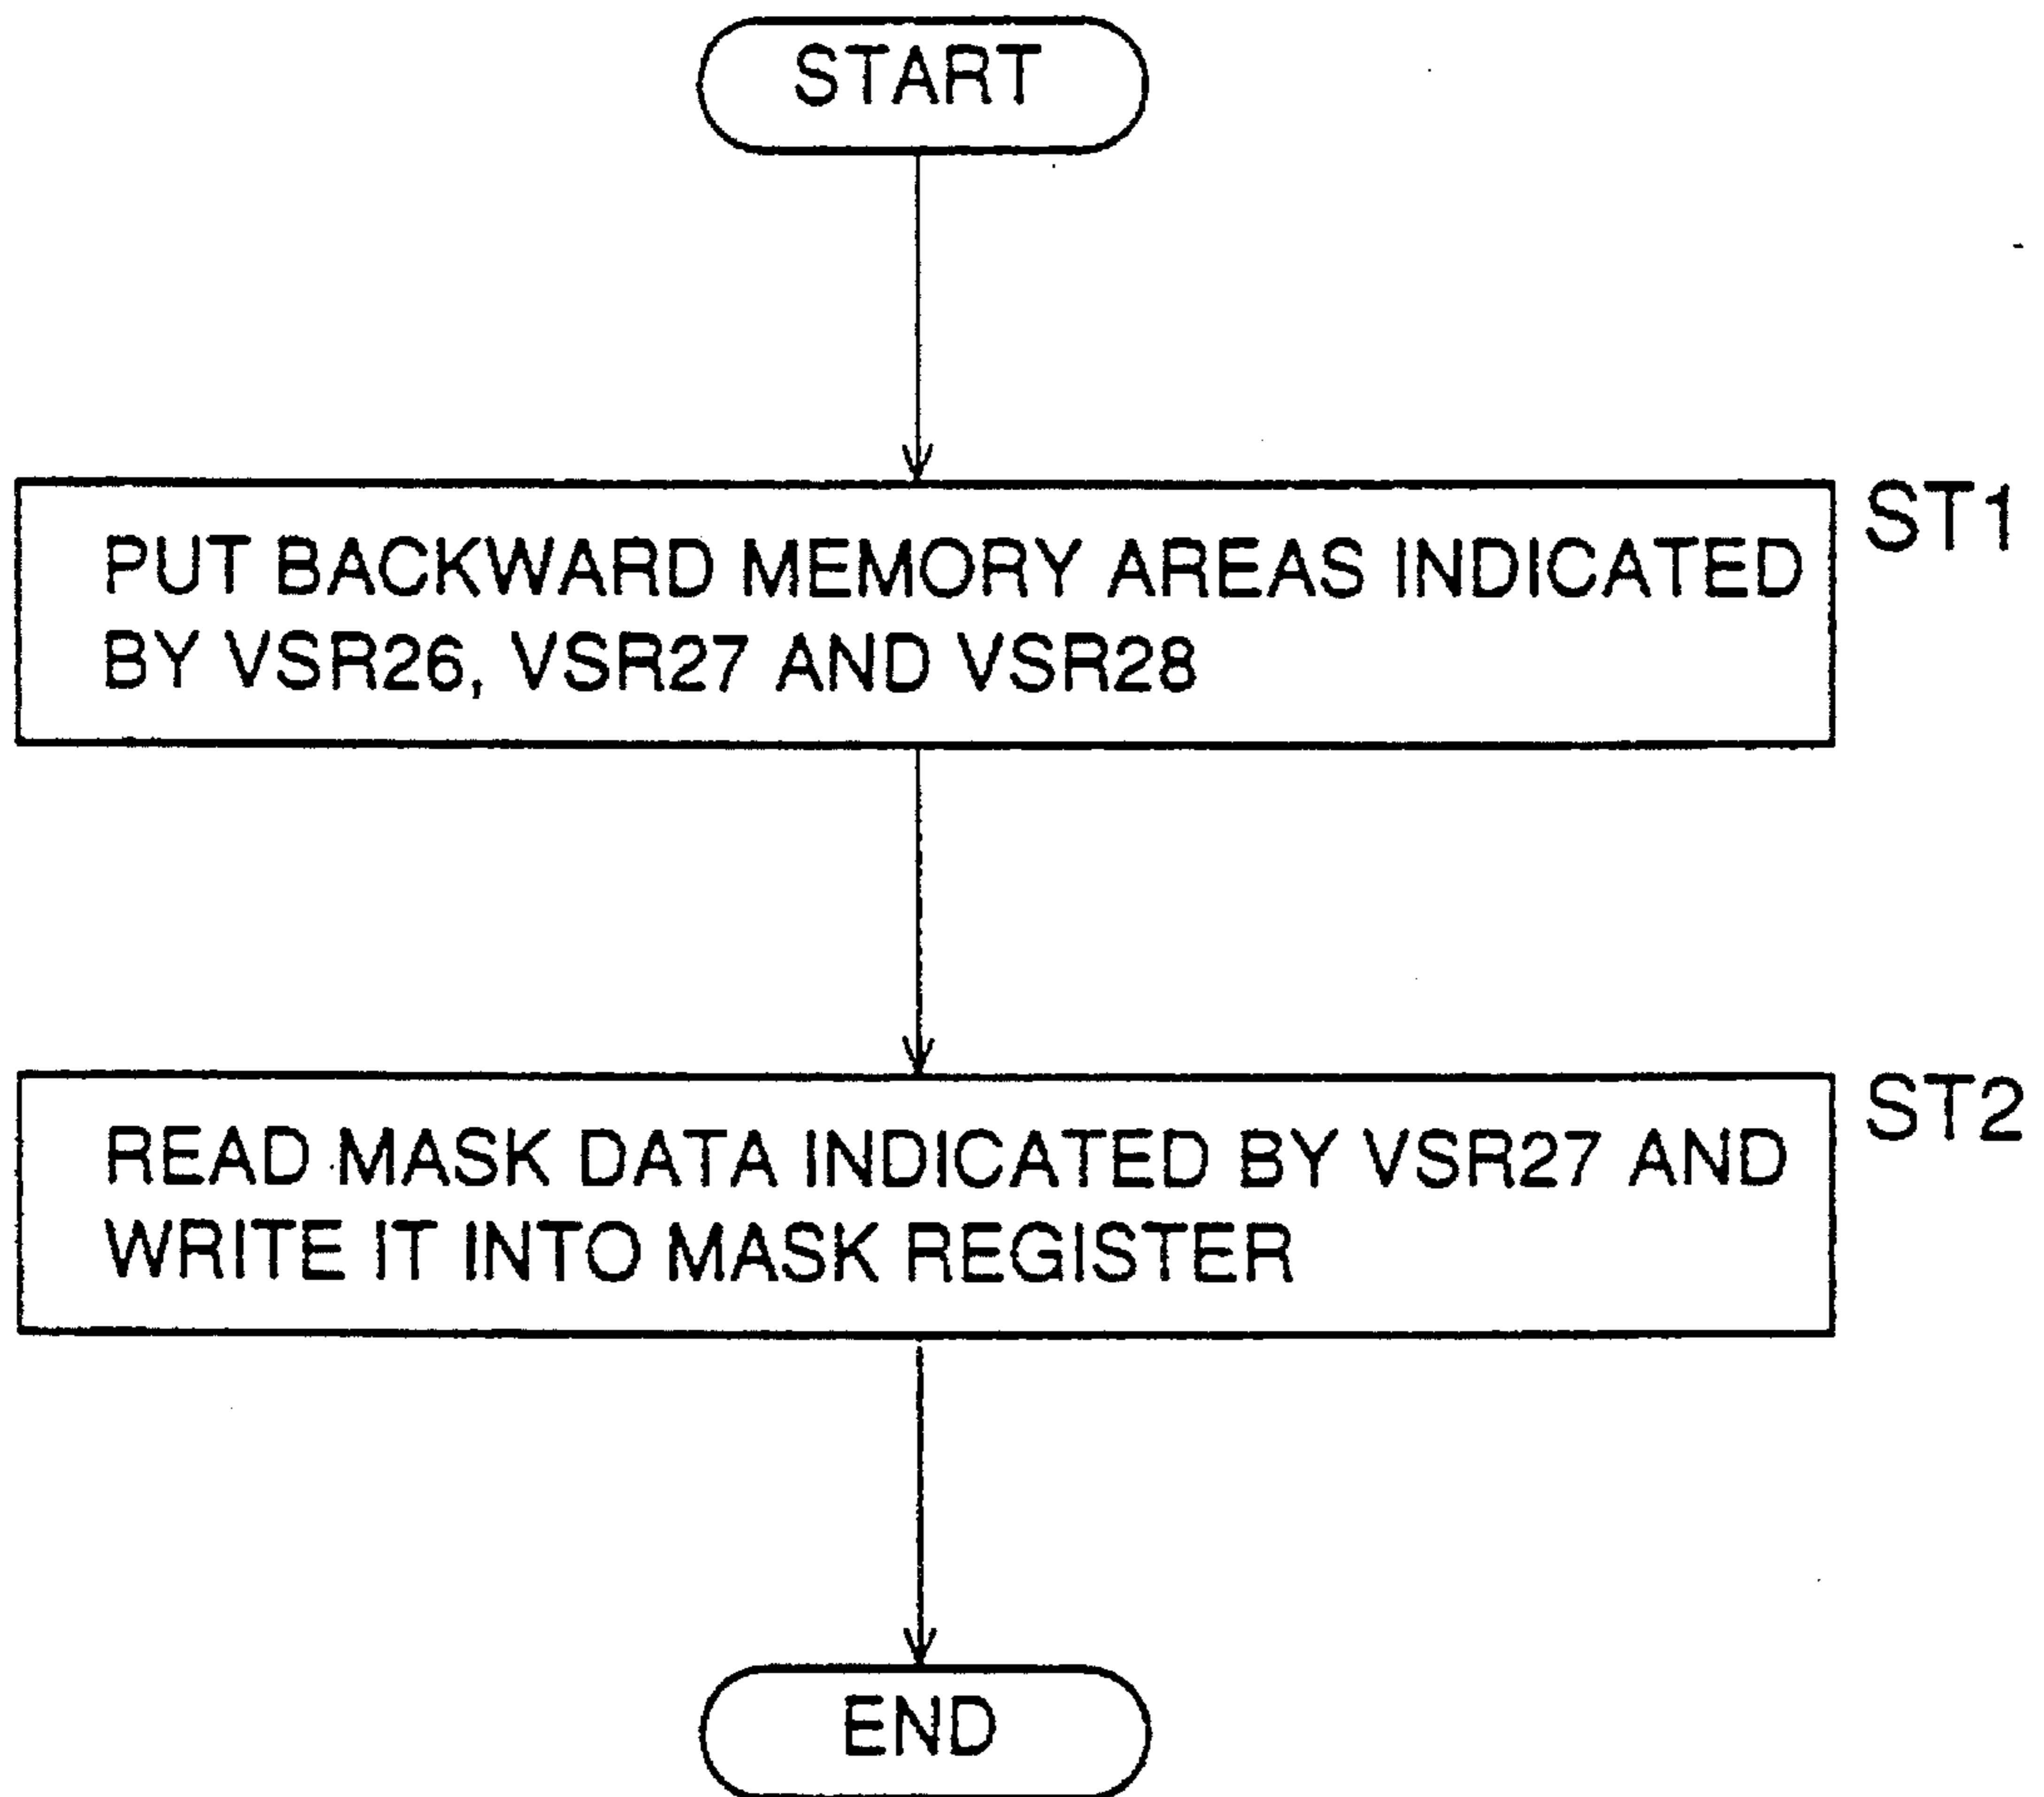 START
PUT BACKWARD MEMORY AREAS INDICATED
BY VSR26, VSR27 AND VSR28
ST1
READ MASK DATA INDICATED BY VSR27 AND
WRITE IT INTO MASK REGISTER
ST2
END